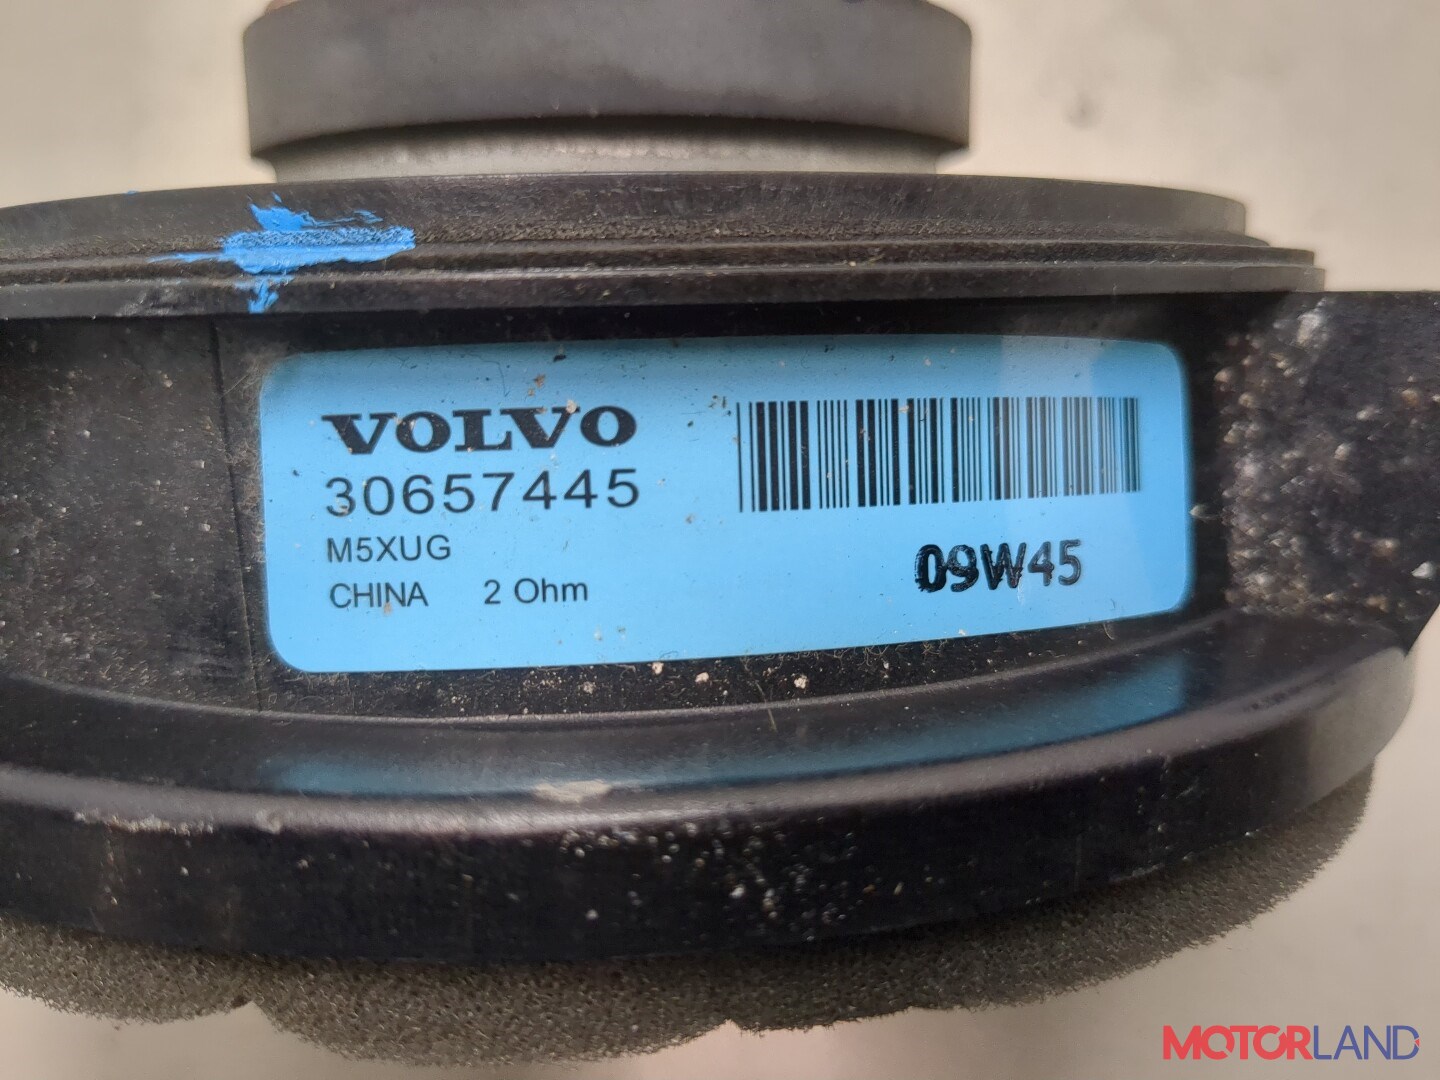 VOLVO
30657445
M5XUG
CHINA 2 Ohm
09W45
MOTORLAND